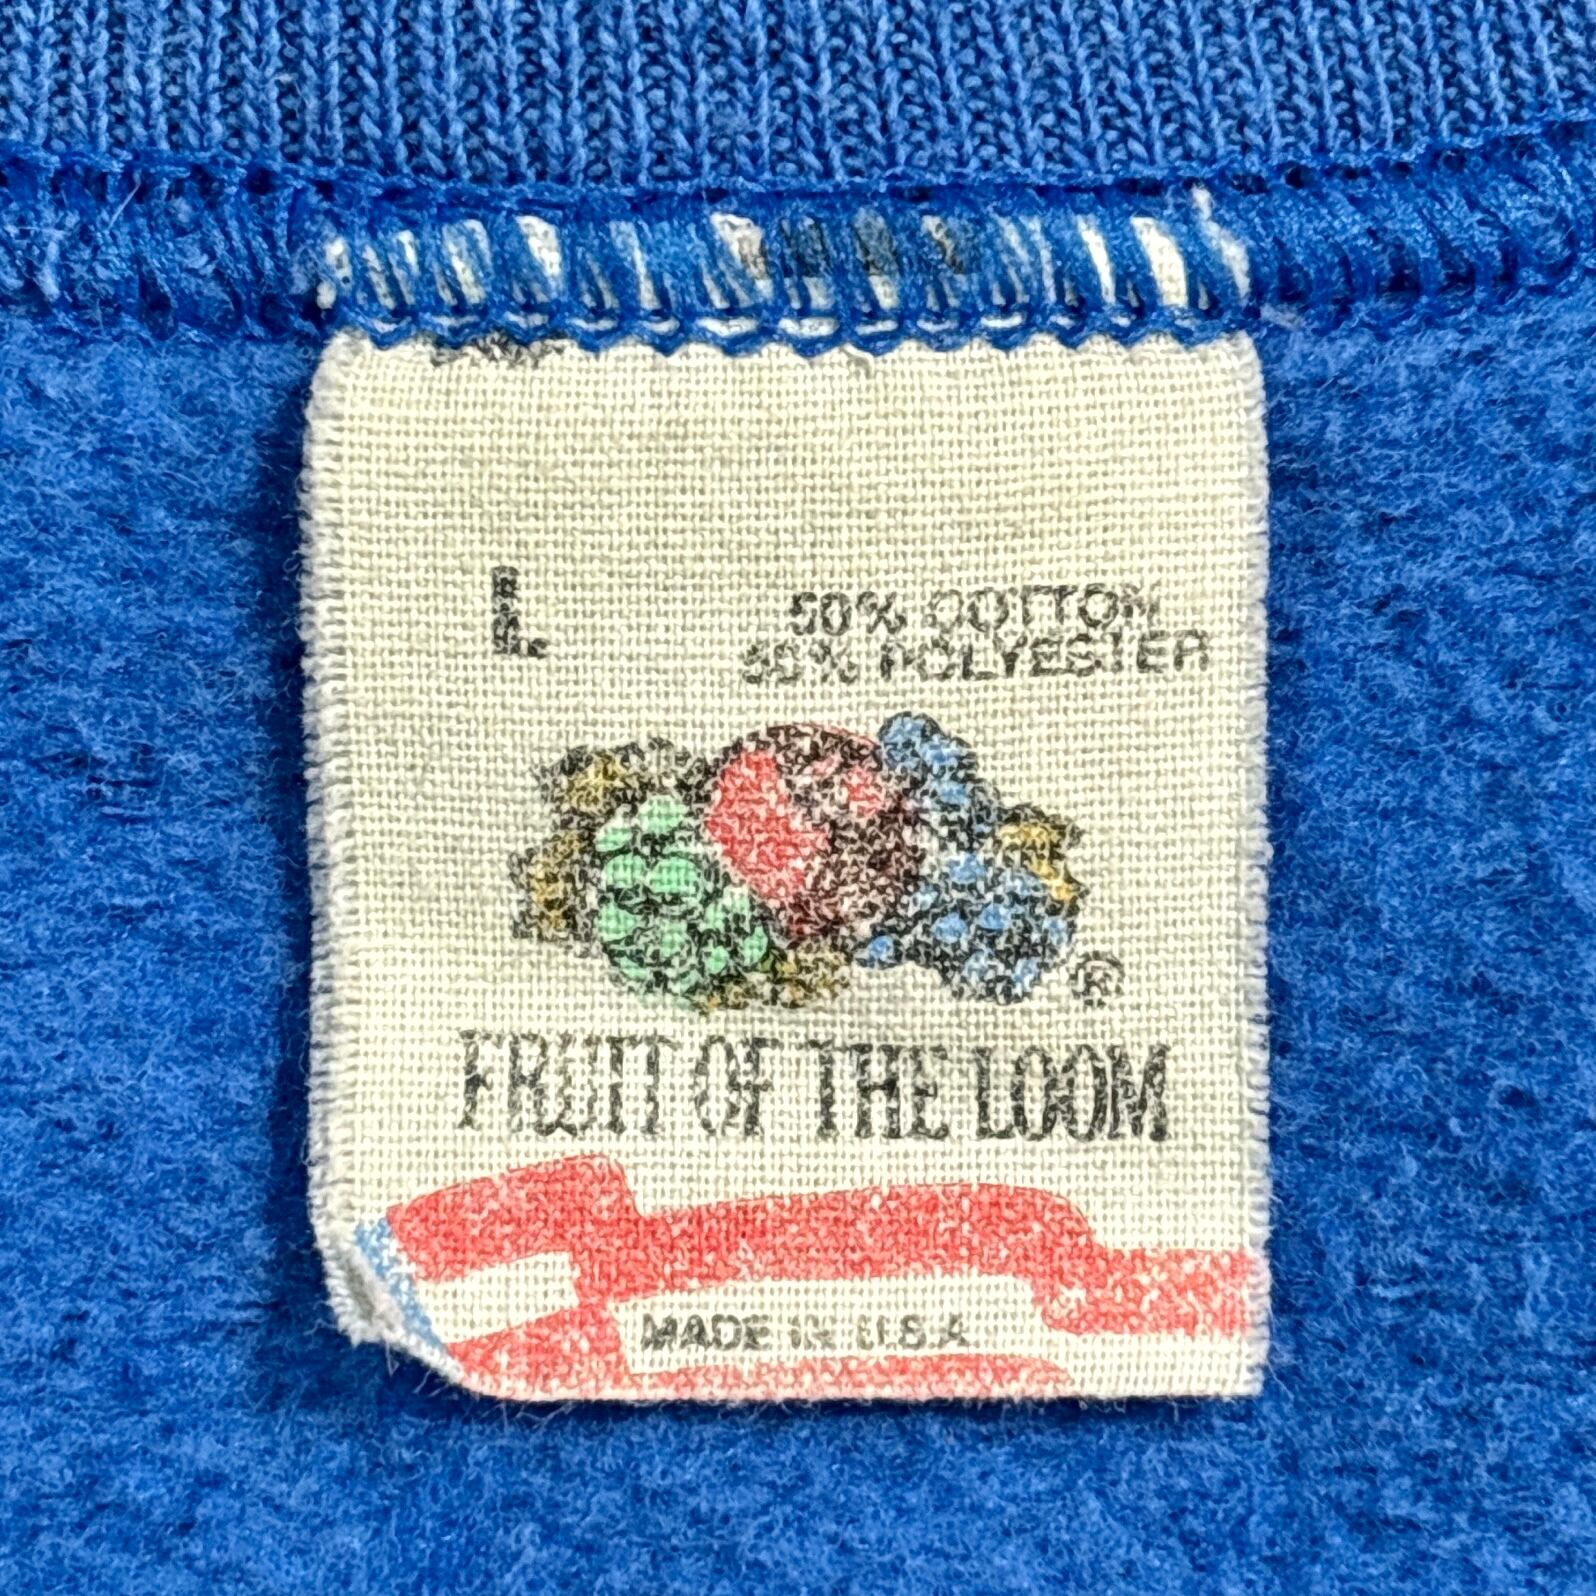 L
50% COTTON
50% POLYESTER
®
FRUIT OF THE LOOM
MADE IN U.S.A